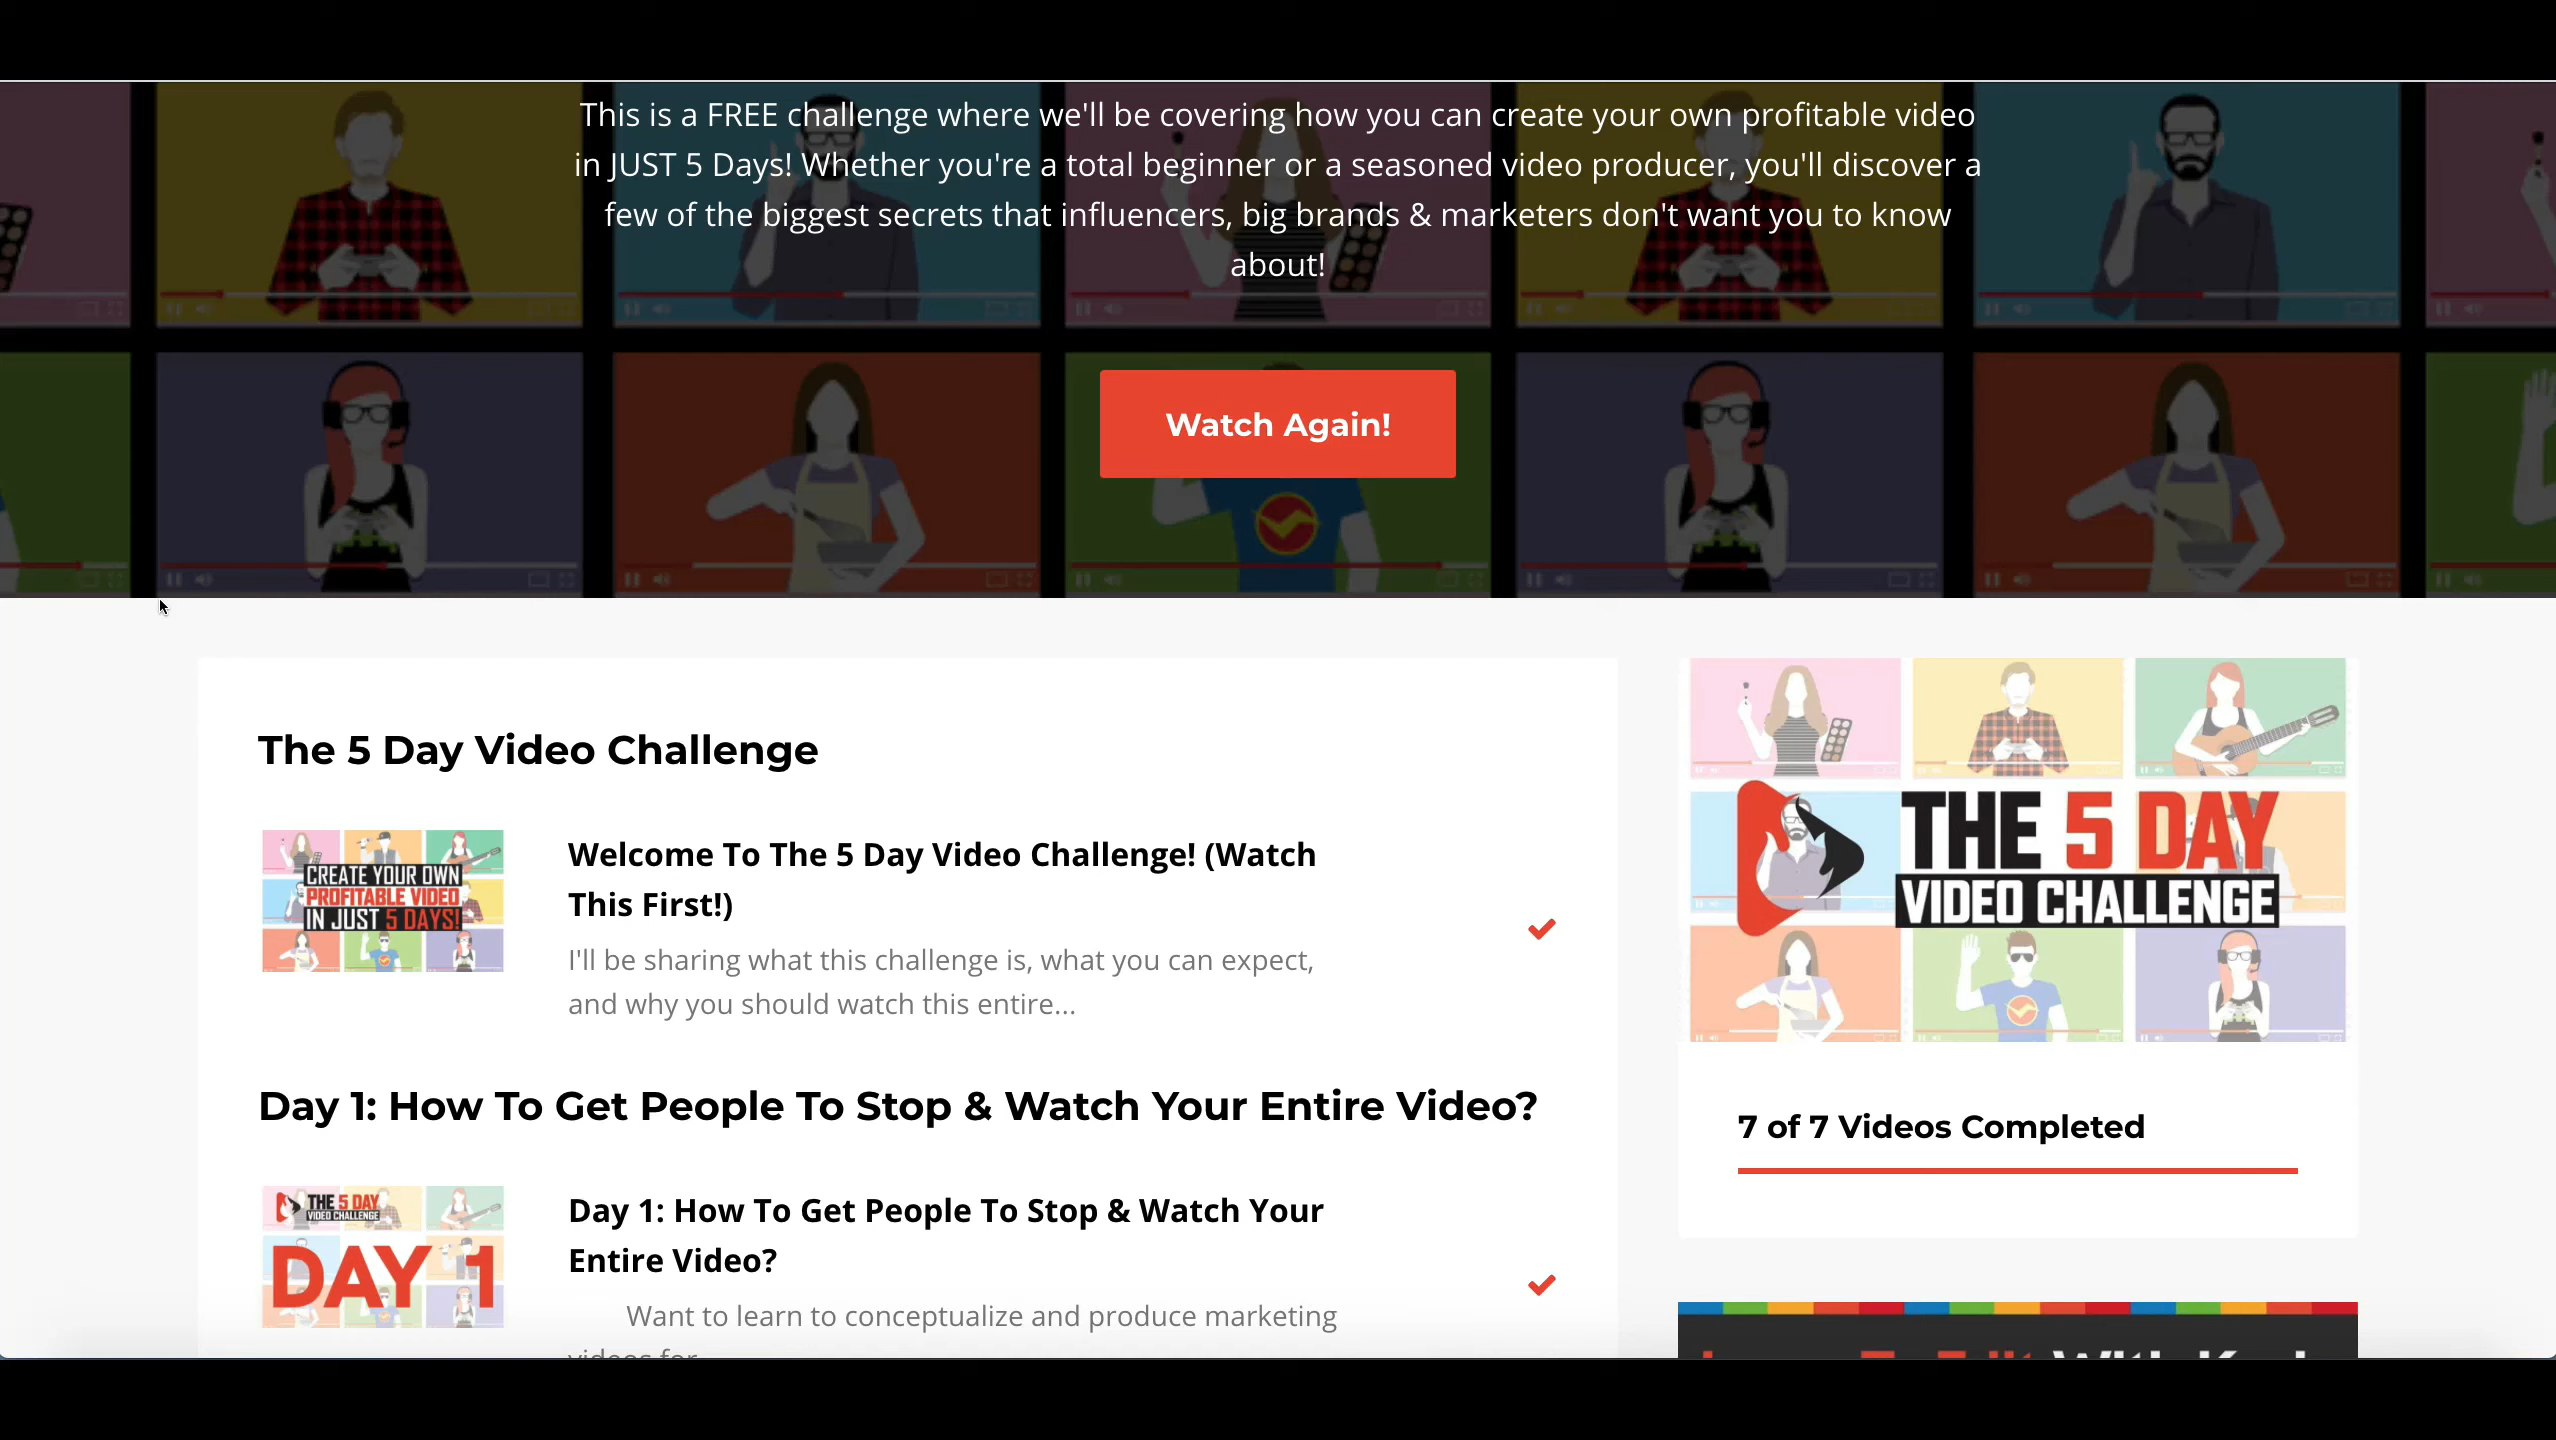 This is a FREE challenge where we'll be covering how you can create your own profitable video
in JUST 5 Days! Whether you're a total beginner or a seasoned video producer, you'll discover a
few of the biggest secrets that influencers, big brands & marketers don't want you to know
about!
Watch Again!
The 5 Day Video Challenge
CREATE YOUR OWN
PROFITABLE VIDEO
IN JUST 5 DAYS!
Welcome To The 5 Day Video Challenge! (Watch
This First!)
I'll be sharing what this challenge is, what you can expect,
and why you should watch this entire...
Day 1: How To Get People To Stop & Watch Your Entire Video?
THE 5 DAY
VIDEO CHALLENGE
DAY 1
Day 1: How To Get People To Stop & Watch Your
Entire Video?
Want to learn to conceptualize and produce marketing
videos for
THE 5 DAY
VIDEO CHALLENGE
7 of 7 Videos Completed